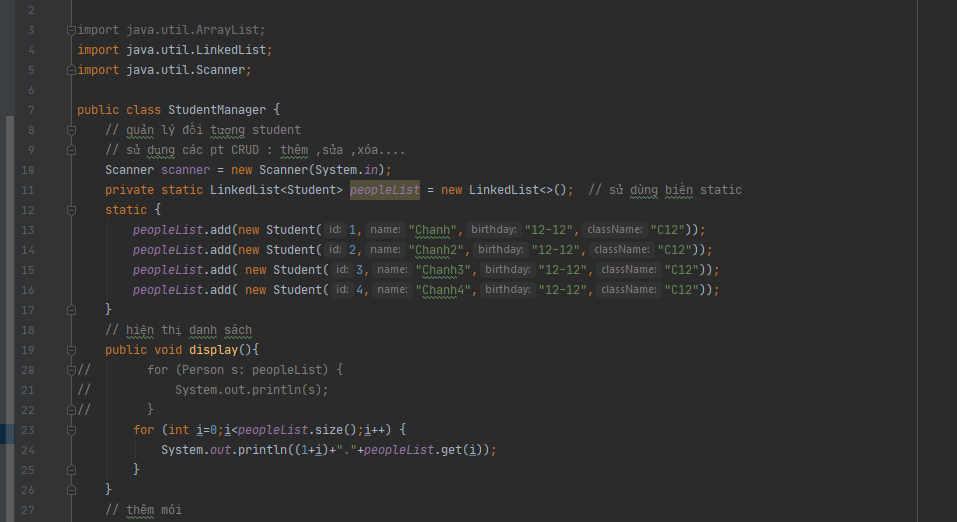 2
3 import java.util.ArrayList;
4 import java.util.LinkedList;
5 import java.util.Scanner;
6
7 public class StudentManager {
8 // quản lý đối tượng student
9 // sử dụng các pt CRUD : thêm ,sửa ,xóa....
10 Scanner scanner = new Scanner(System.in);
11 private static LinkedList<Student> peopleList = new LinkedList<>(); // sử dùng biến static
12 static {
13 peopleList.add(new Student( id: 1, name: "Chanh", birthday: "12-12", className: "C12"));
14 peopleList.add(new Student( id: 2, name: "Chanh2", birthday: "12-12", className: "C12"));
15 peopleList.add( new Student( id: 3, name: "Chanh3", birthday: "12-12", className: "C12"));
16 peopleList.add( new Student( id: 4, name: "Chanh4", birthday: "12-12", className: "C12"));
17 }
18 // hiện thị danh sách
19 public void display(){
20 // for (Person s: peopleList) {
21 // System.out.println(s);
22 // }
23 for (int i=0;i<peopleList.size();i++) {
24 System.out.println((1+i)+"."+peopleList.get(i));
25 }
26 }
27 // thêm mói